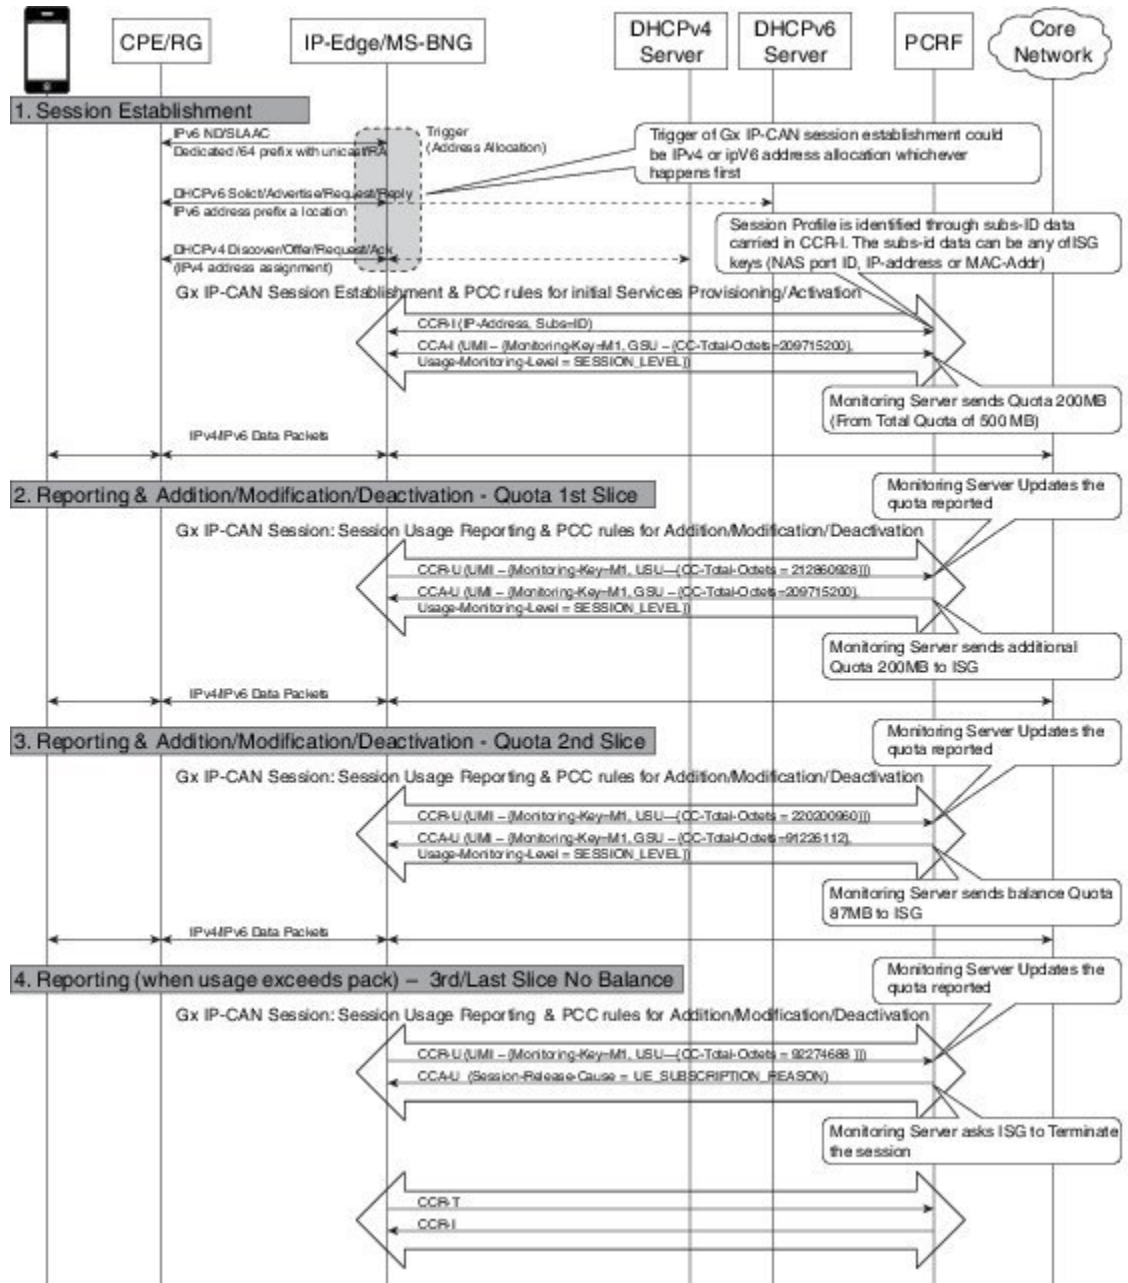 CPE/RG
IP-Edge/MS-BNG
DHCPv4
Server
DHCPv6
Server
PCRF
Core
Network
1. Session Establishment
IPv6 ND/SLAAC
Dedicated /64 prefix with unicast/RA
Trigger
(Address Allocation)
Trigger of Gx IP-CAN session establishment could
be IPv4 or ipV6 address allocation whichever
happens first
DHCPv6 Solict/Advertise/Request/Reply
IPv6 address prefix a location
Session Profile is identified through subs-ID data
carried in CCR-I. The subs-id data can be any of ISG
keys (NAS port ID, IP-address or MAC-Addr)
DHCPv4 Discover/Offer/Request/Ack
(IPv4 address assignment)
Gx IP-CAN Session Establishment & PCC rules for initial Services Provisioning/Activation
CCR-I (IP-Address, Subs=ID)
CCA-I (UMI – {Monitoring-Key=M1, GSU – {CC-Total-Octets=209715200},
Usage-Monitoring-Level = SESSION_LEVEL})
Monitoring Server sends Quota 200MB
(From Total Quota of 500 MB)
IPv4/IPv6 Data Packets
2. Reporting & Addition/Modification/Deactivation - Quota 1st Slice
Monitoring Server Updates the
quota reported
Gx IP-CAN Session: Session Usage Reporting & PCC rules for Addition/Modification/Deactivation
CCR-U (UMI – {Monitoring-Key=M1, USU—{CC-Total-Octets = 212860928}})
CCA-U (UMI – {Monitoring-Key=M1, GSU – {CC-Total-Octets=209715200},
Usage-Monitoring-Level = SESSION_LEVEL})
Monitoring Server sends additional
Quota 200MB to ISG
IPv4/IPv6 Data Packets
3. Reporting & Addition/Modification/Deactivation - Quota 2nd Slice
Monitoring Server Updates the
quota reported
Gx IP-CAN Session: Session Usage Reporting & PCC rules for Addition/Modification/Deactivation
CCR-U (UMI – {Monitoring-Key=M1, USU—{CC-Total-Octets = 220200960}})
CCA-U (UMI – {Monitoring-Key=M1, GSU – {CC-Total-Octets=91226112},
Usage-Monitoring-Level = SESSION_LEVEL})
Monitoring Server sends balance Quota
87MB to ISG
IPv4/IPv6 Data Packets
4. Reporting (when usage exceeds pack) – 3rd/Last Slice No Balance
Monitoring Server Updates the
quota reported
Gx IP-CAN Session: Session Usage Reporting & PCC rules for Addition/Modification/Deactivation
CCR-U (UMI – {Monitoring-Key=M1, USU—{CC-Total-Octets = 92274688 }})
CCA-U (Session-Release-Cause = UE_SUBSCRIPTION_REASON)
Monitoring Server asks ISG to Terminate
the session
CCR-T
CCR-I